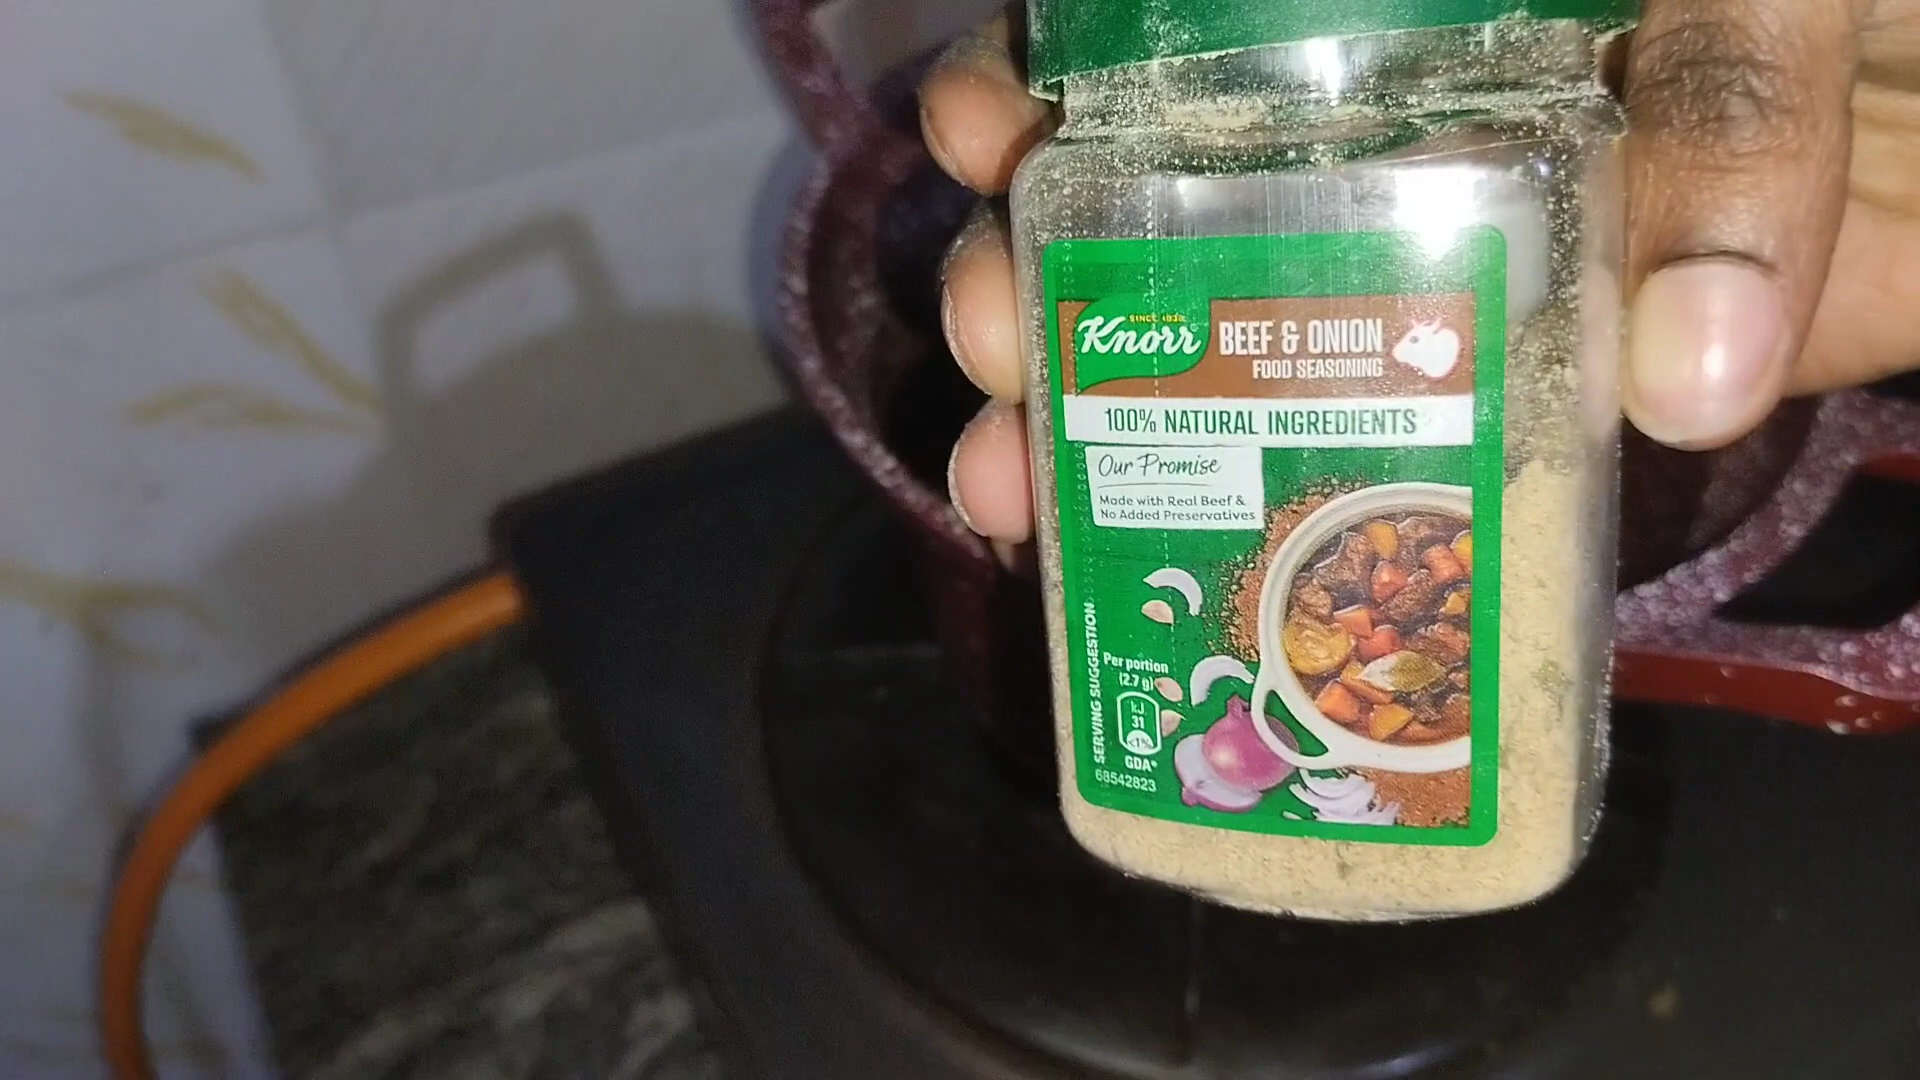 SINCE 1838
Knorr
BEEF & ONION
FOOD SEASONING
100% NATURAL INGREDIENTS
Our Promise
Made with Real Beef &
No Added Preservatives
SERVING SUGGESTION
Per portion
(2.7 g)
kJ
31
<1%
GDA*
68542823